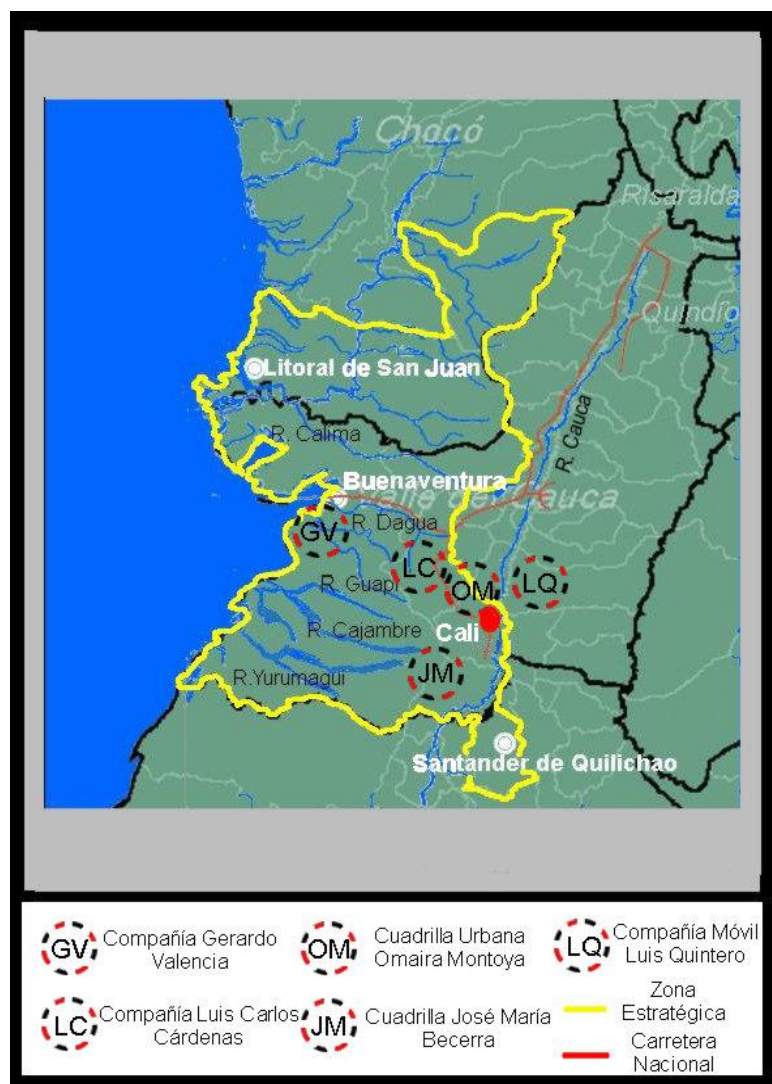 Chocó
Risaralda
Quindío
Litoral de San Juan
R. Calima
R. Cauca
Buenaventura
Valle del Cauca
R. Dagua
GV
LC
OM
LQ
R. Guapi
Cali
R. Cajambre
JM
R.Yurumagui
Santander de Quilichao
GV
Compañía Gerardo
Valencia
OM
Cuadrilla Urbana
Omaira Montoya
LQ
Compañía Móvil
Luis Quintero
LC
Compañía Luis Carlos
Cárdenas
JM
Cuadrilla José María
Becerra
Zona
Estratégica
Carretera
Nacional